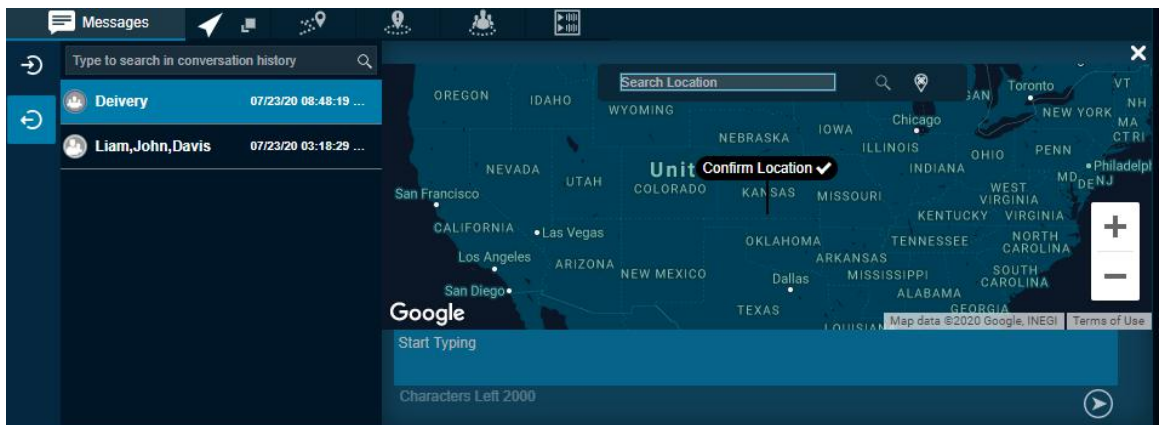 Messages
Type to search in conversation history
Deivery 07/23/20 08:48:19 ...
Liam,John,Davis 07/23/20 03:18:29 ...
Search Location
OREGON
IDAHO
WYOMING
Toronto
VT
NH
NEW YORK
MA
CT RI
Chicago
IOWA
NEBRASKA
ILLINOIS
OHIO
PENN
INDIANA
Philadelph
MD
DE NJ
NEVADA
UTAH
Unit
Confirm Location
San Francisco
COLORADO
KANSAS
MISSOURI
WEST
VIRGINIA
KENTUCKY
VIRGINIA
CALIFORNIA
Las Vegas
OKLAHOMA
TENNESSEE
NORTH
CAROLINA
Los Angeles
ARIZONA
NEW MEXICO
ARKANSAS
Dallas
MISSISSIPPI
SOUTH
CAROLINA
San Diego
ALABAMA
Google
TEXAS
GEORGIA
LOUISIAN
Map data ©2020 Google, INEGI
Terms of Use
Start Typing
Characters Left 2000